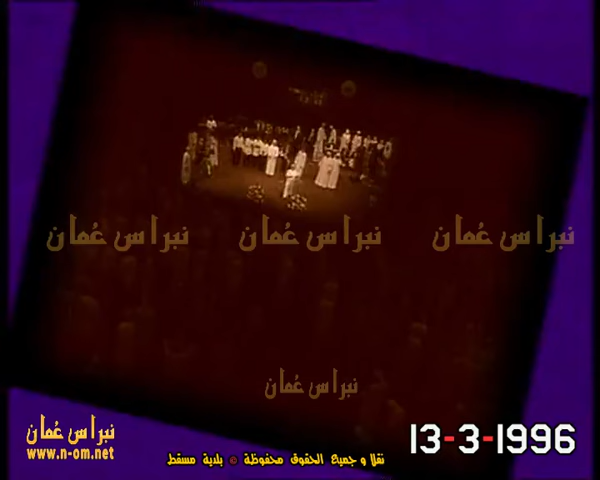 نبراس عُمان نبراس عُمان نبراس عُمان
نبراس عُمان
نبراس عُمان
www.n-om.net
نقلا و جميع الحقوق محفوظة © بلدية مسقط
13-3-1996